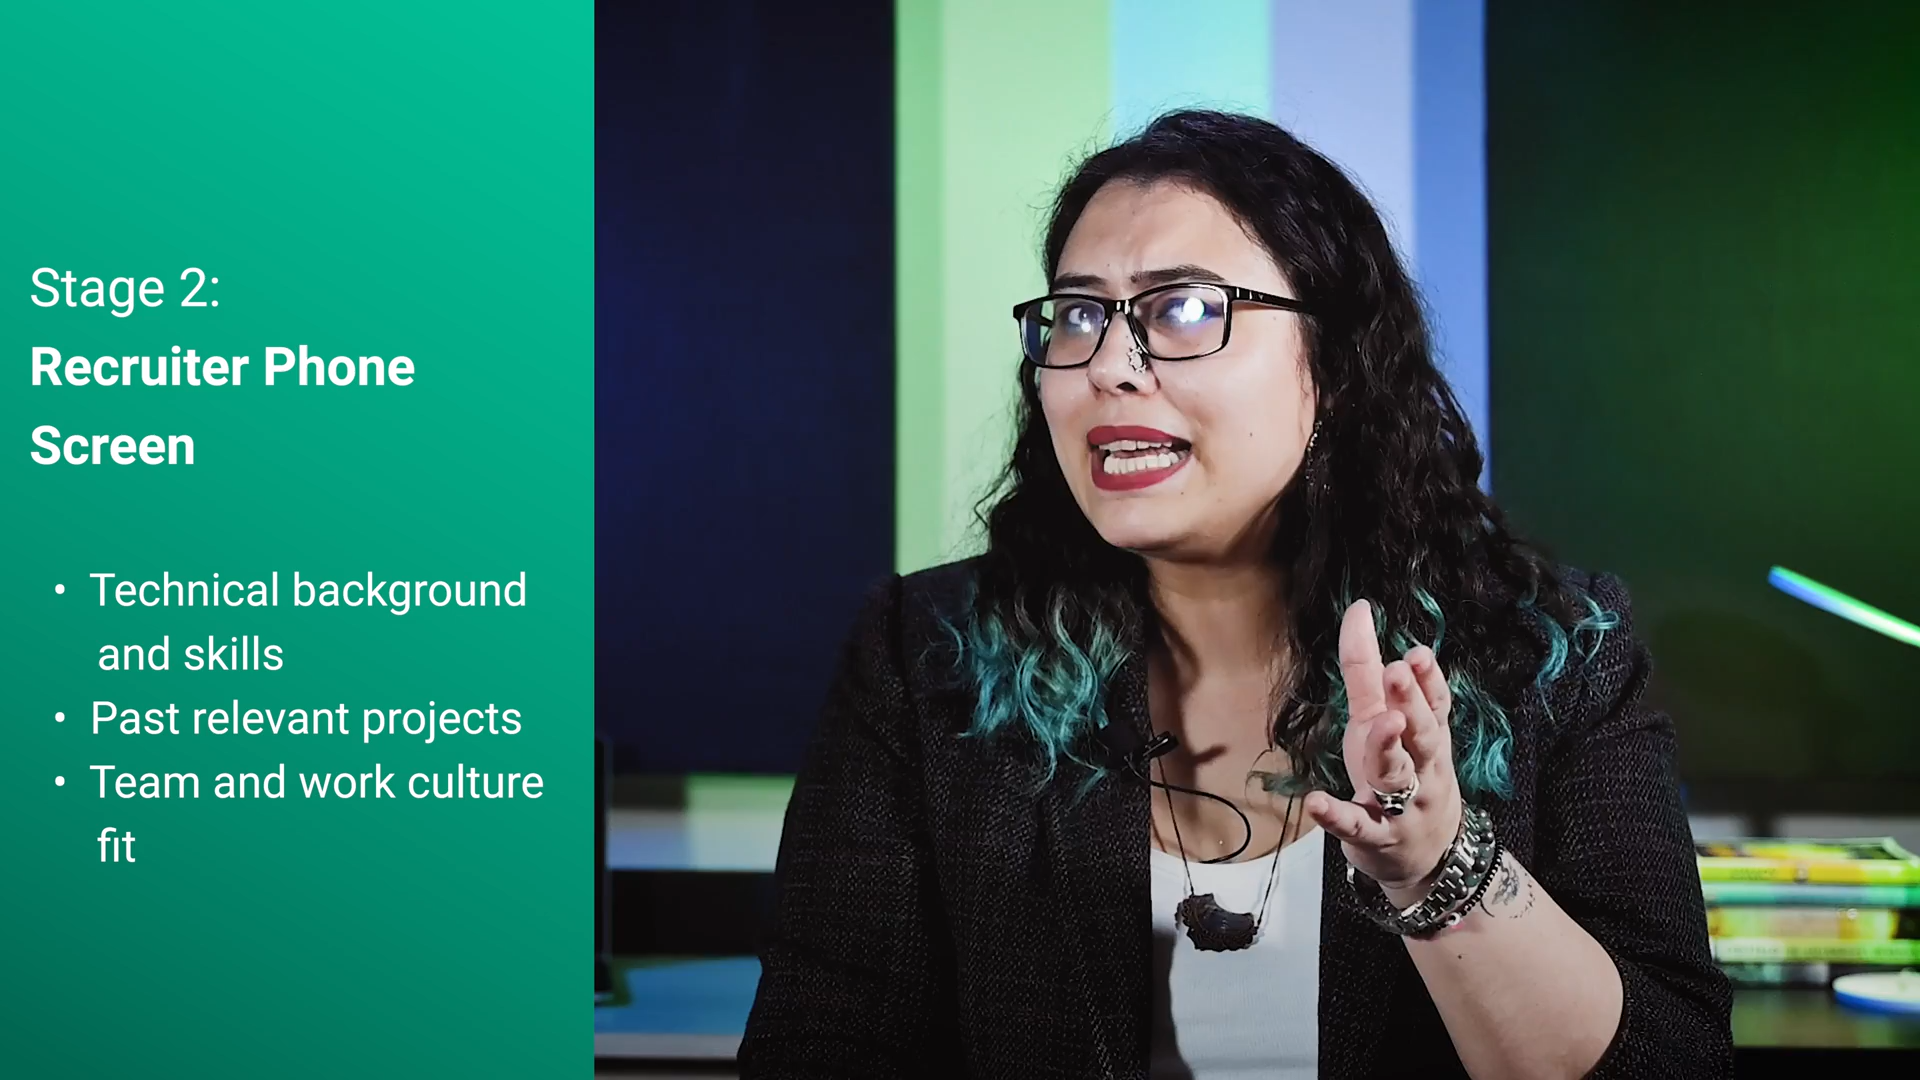 Stage 2:
Recruiter Phone
Screen
• Technical background
and skills
• Past relevant projects
• Team and work culture
fit